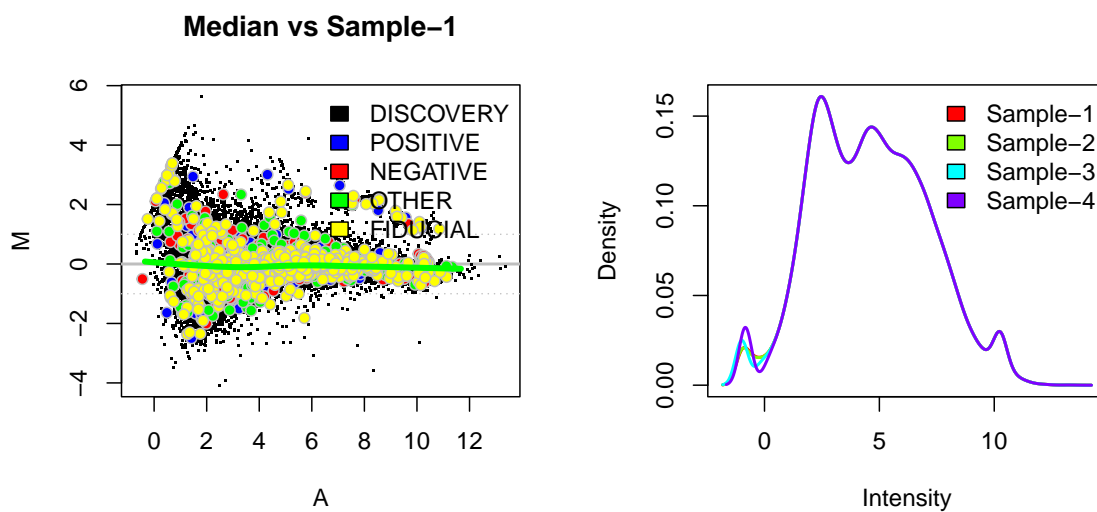 Median vs Sample−1
M
6
4
2
0
−2
−4
DISCOVERY
POSITIVE
NEGATIVE
OTHER
FIDUCIAL
0 2 4 6 8 10 12
A
Density
0.15
0.10
0.05
0.00
Sample−1
Sample−2
Sample−3
Sample−4
0 5 10
Intensity